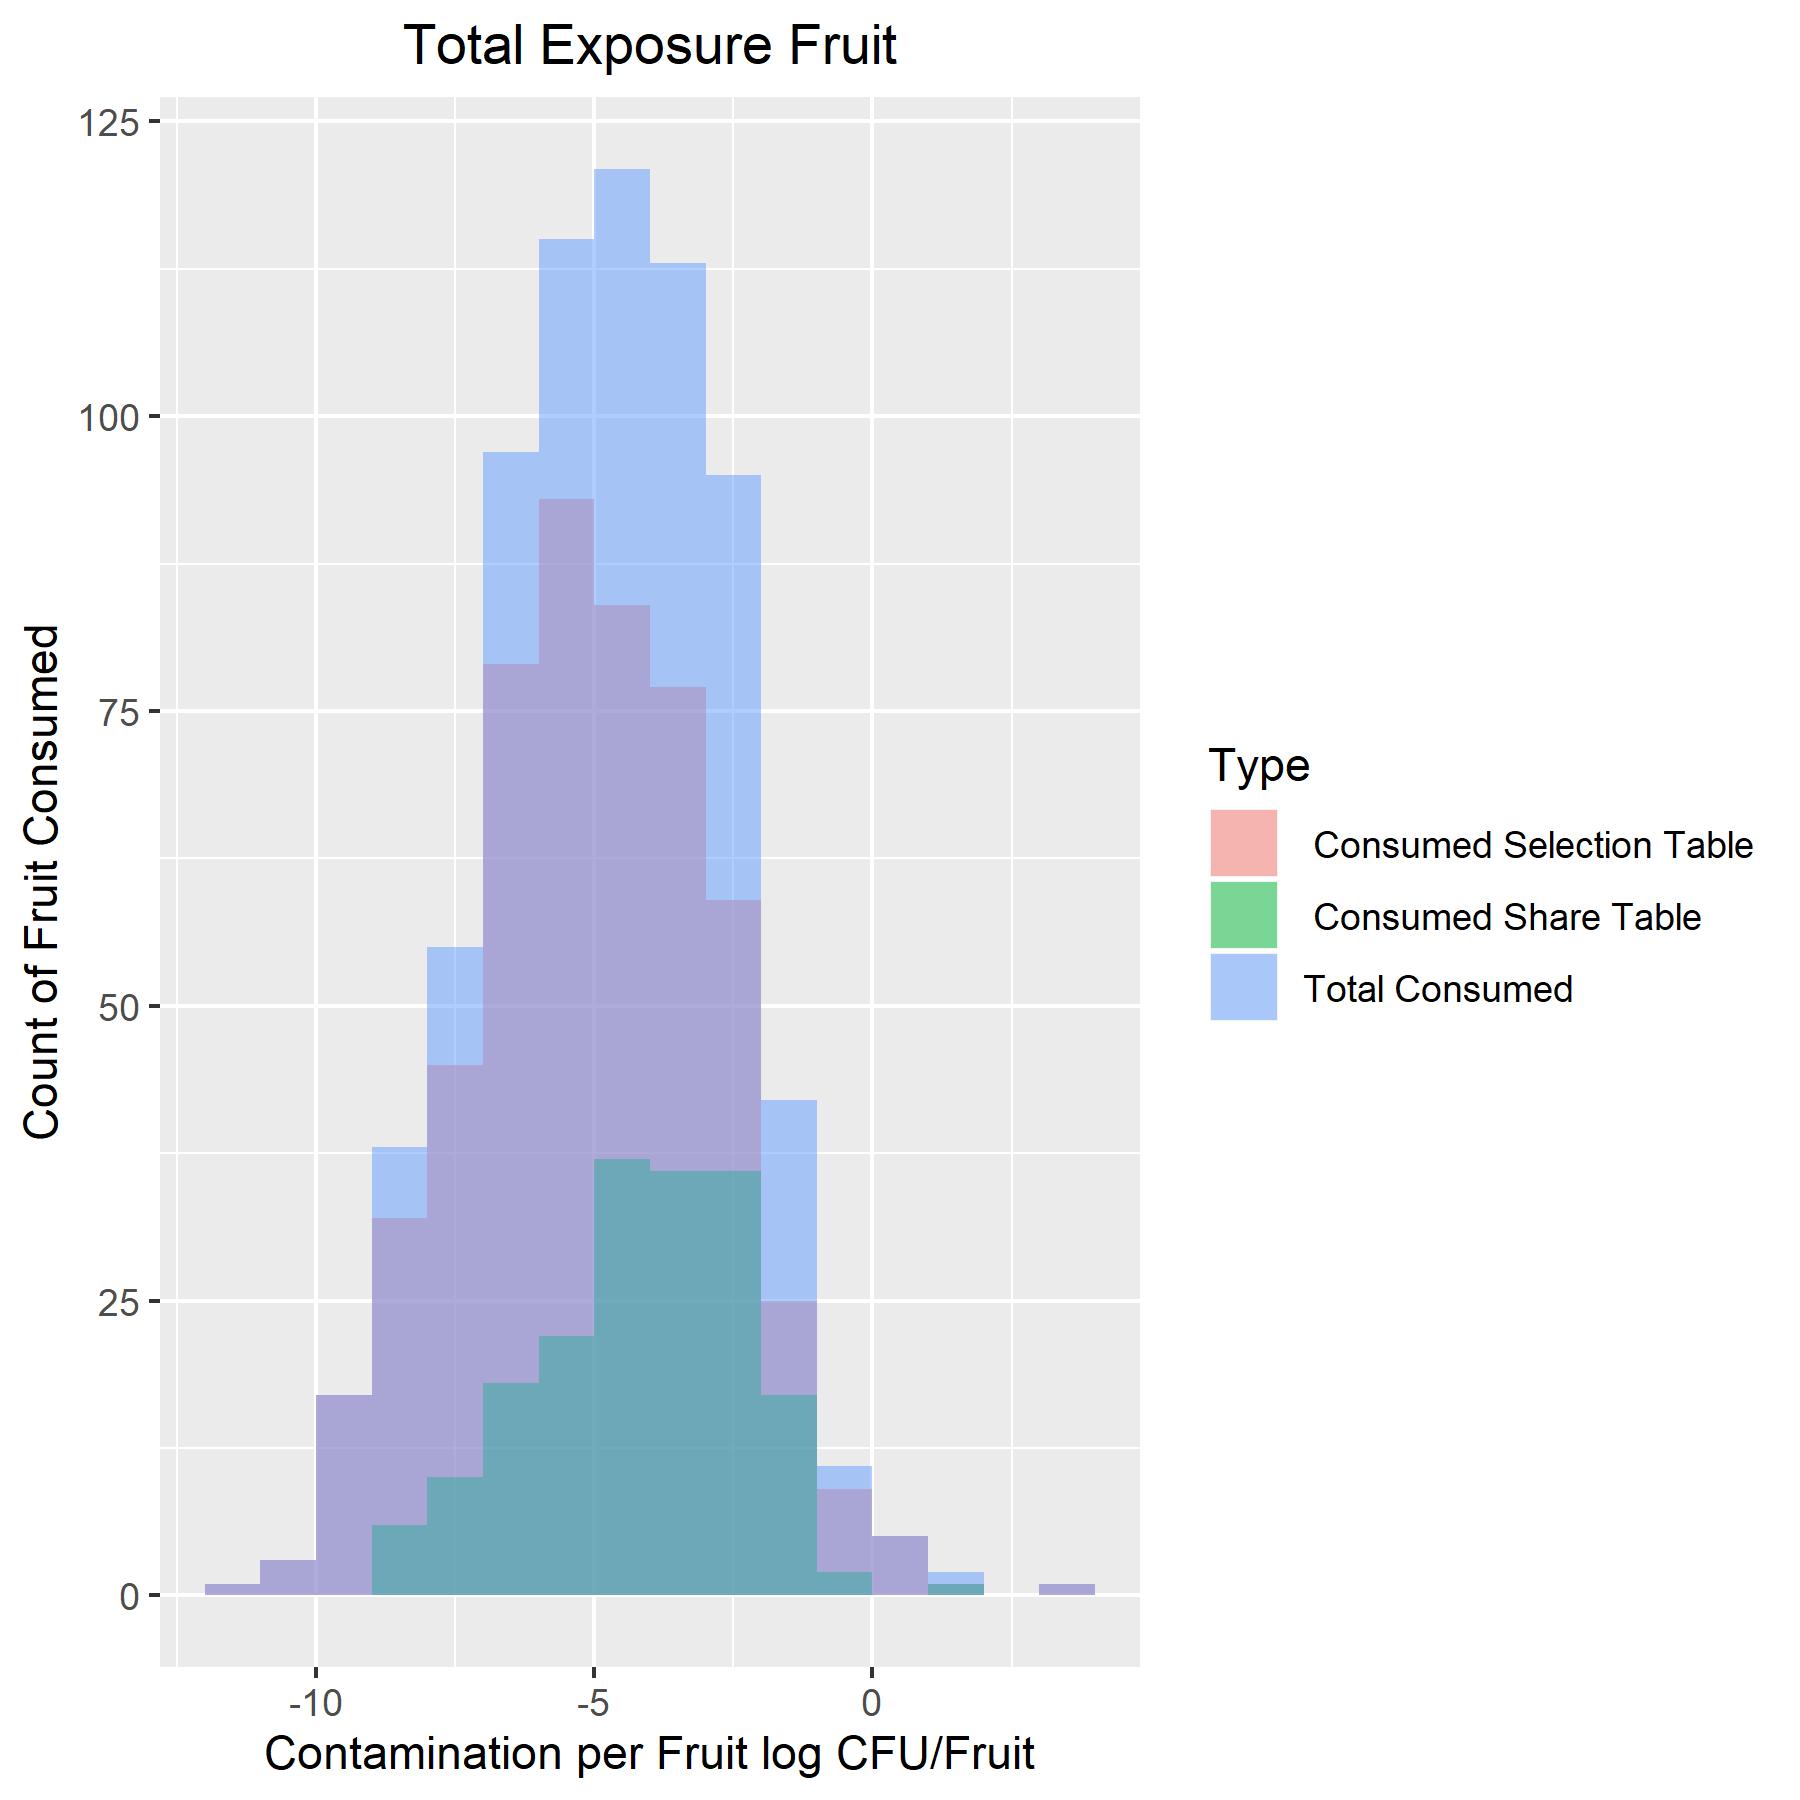 Total Exposure Fruit
125
100
75
50
25
0
Count of Fruit Consumed
-10 -5 0
Contamination per Fruit log CFU/Fruit
Type
Consumed Selection Table
Consumed Share Table
Total Consumed